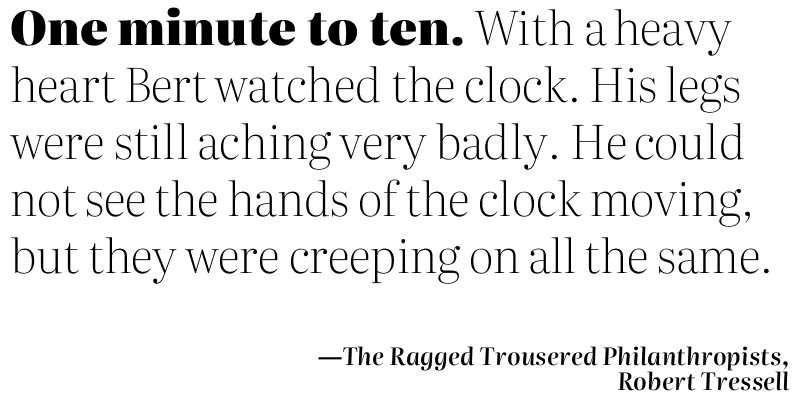 One minute to ten. With a heavy
heart Bert watched the clock. His legs
were still aching very badly. He could
not see the hands of the clock moving,
but they were creeping on all the same.
—The Ragged Trousered Philanthropists,
Robert Tressell